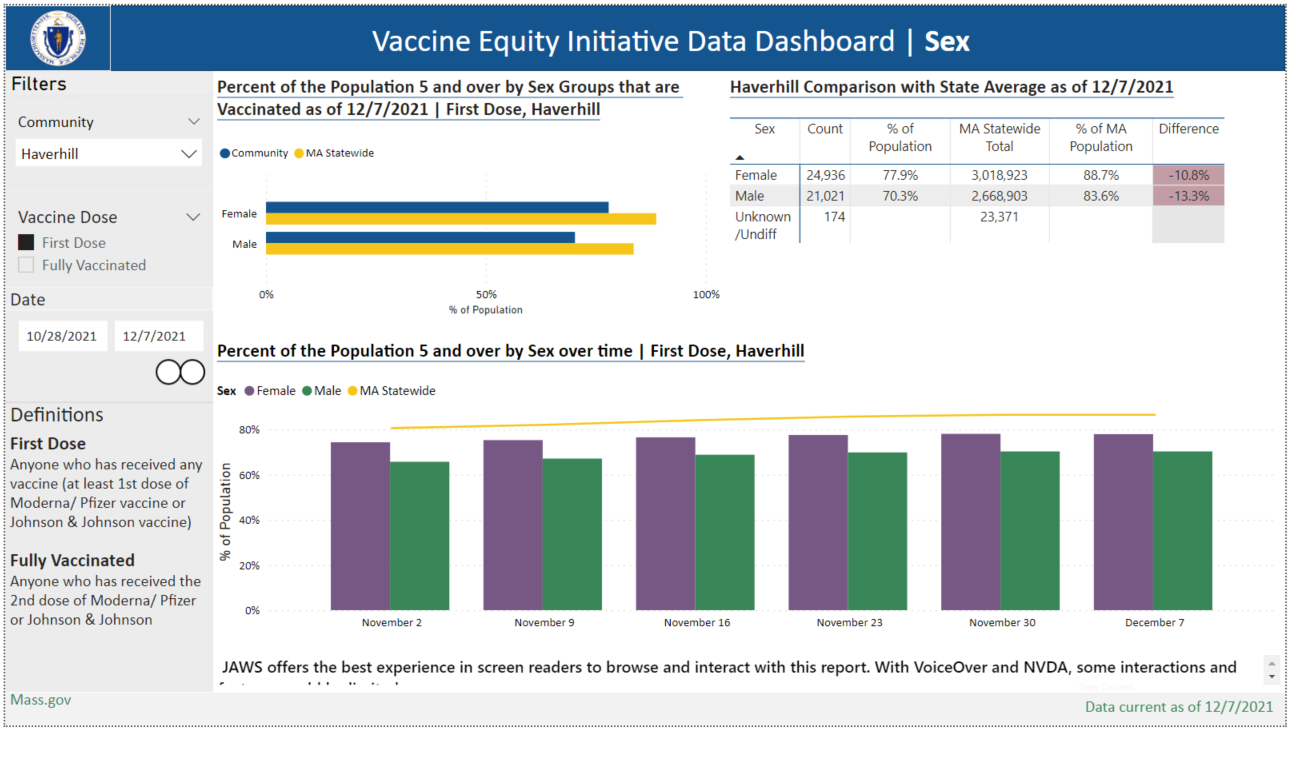 Vaccine Equity Initiative Data Dashboard | Sex
Filters
Community
Haverhill
Vaccine Dose
First Dose
Fully Vaccinated
Date
10/28/2021 12/7/2021
Definitions
First Dose
Anyone who has received any
vaccine (at least 1st dose of
Moderna/ Pfizer vaccine or
Johnson & Johnson vaccine)
Fully Vaccinated
Anyone who has received the
2nd dose of Moderna/ Pfizer
or Johnson & Johnson
Percent of the Population 5 and over by Sex Groups that are
Vaccinated as of 12/7/2021 | First Dose, Haverhill
Community MA Statewide
Female
Male
0% 50% 100%
% of Population
Haverhill Comparison with State Average as of 12/7/2021
Sex Count % of Population MA Statewide Total % of MA Population Difference
Female 24,936 77.9% 3,018,923 88.7% -10.8%
Male 21,021 70.3% 2,668,903 83.6% -13.3%
Unknown 174 23,371
/Undiff
Percent of the Population 5 and over by Sex over time | First Dose, Haverhill
Sex Female Male MA Statewide
% of Population
80%
60%
40%
20%
0%
November 2 November 9 November 16 November 23 November 30 December 7
JAWS offers the best experience in screen readers to browse and interact with this report. With VoiceOver and NVDA, some interactions and
Mass.gov
Data current as of 12/7/2021